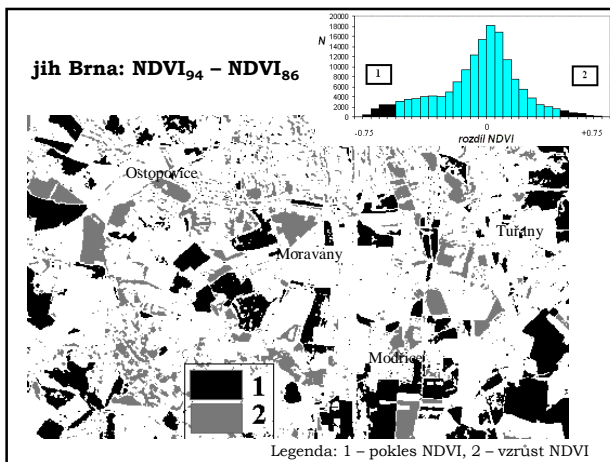 jih Brna: NDVI94 – NDVI86
N
20000
18000
16000
14000
12000
10000
8000
6000
4000
2000
0
1
2
-0.75
0
+0.75
rozdíl NDVI
Ostopovice
Moravany
Tuřany
Modřice
1
2
Legenda: 1 – pokles NDVI, 2 – vzrůst NDVI